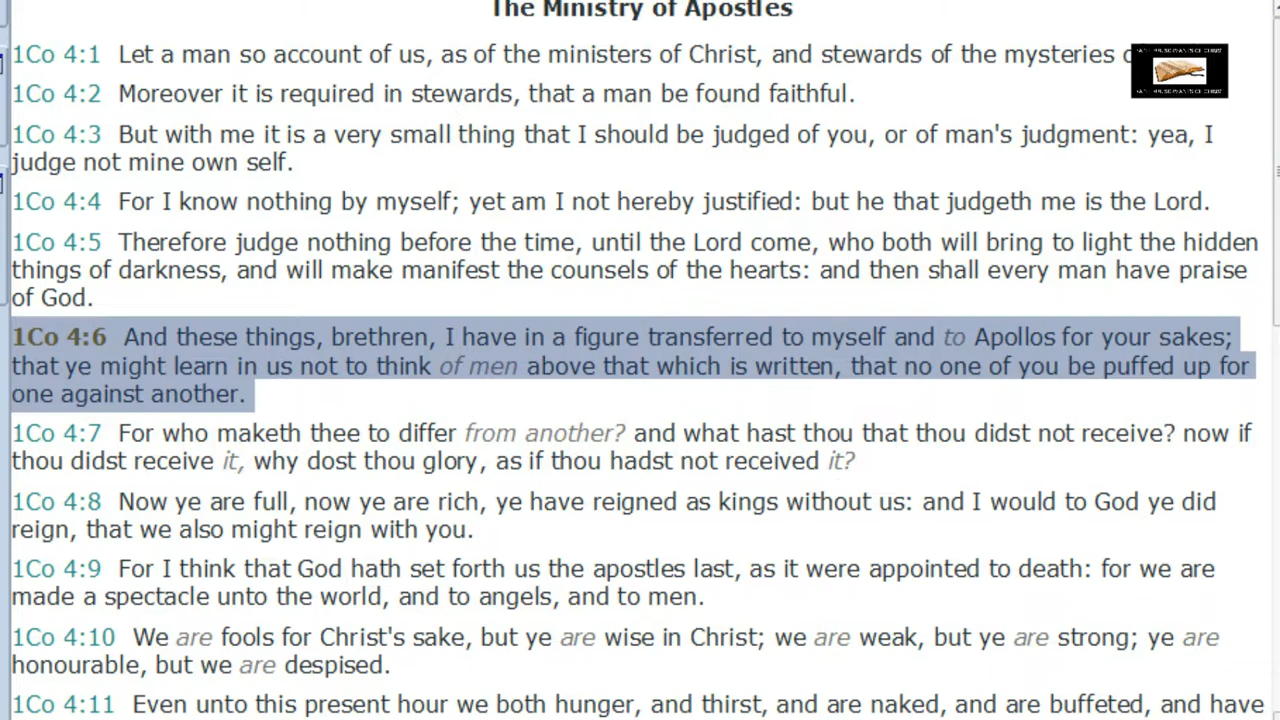 The Ministry of Apostles
1Co 4:1 Let a man so account of us, as of the ministers of Christ, and stewards of the mysteries
1Co 4:2 Moreover it is required in stewards, that a man be found faithful.
1Co 4:3 But with me it is a very small thing that I should be judged of you, or of man's judgment: yea, I
judge not mine own self.
1Co 4:4 For I know nothing by myself; yet am I not hereby justified: but he that judgeth me is the Lord.
1Co 4:5 Therefore judge nothing before the time, until the Lord come, who both will bring to light the hidden
things of darkness, and will make manifest the counsels of the hearts: and then shall every man have praise
of God.
1Co 4:6 And these things, brethren, I have in a figure transferred to myself and to Apollos for your sakes;
that ye might learn in us not to think of men above that which is written, that no one of you be puffed up for
one against another.
1Co 4:7 For who maketh thee to differ from another? and what hast thou that thou didst not receive? now if
thou didst receive it, why dost thou glory, as if thou hadst not received it?
1Co 4:8 Now ye are full, now ye are rich, ye have reigned as kings without us: and I would to God ye did
reign, that we also might reign with you.
1Co 4:9 For I think that God hath set forth us the apostles last, as it were appointed to death: for we are
made a spectacle unto the world, and to angels, and to men.
1Co 4:10 We are fools for Christ's sake, but ye are wise in Christ; we are weak, but ye are strong; ye are
honourable, but we are despised.
1Co 4:11 Even unto this present hour we both hunger, and thirst, and are naked, and are buffeted, and have